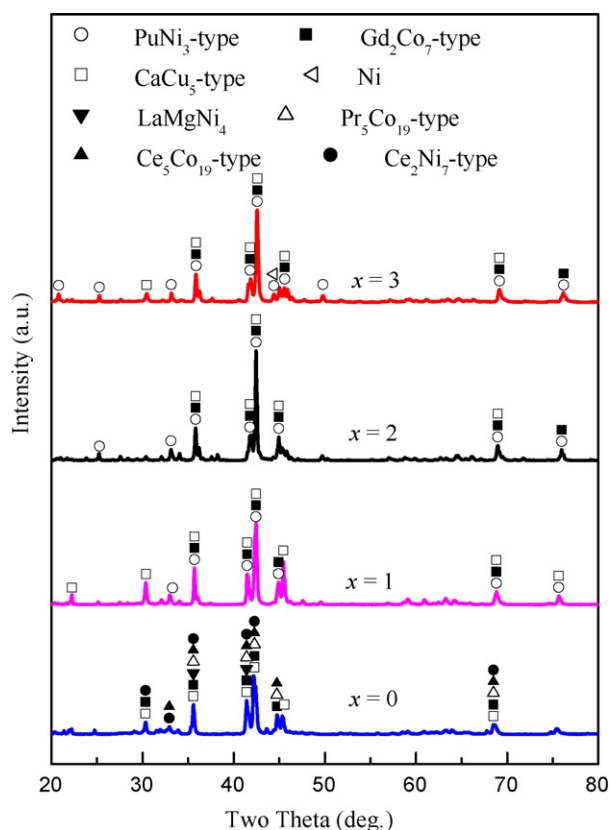 PuNi₃-type Gd₂Co₇-type
CaCu₅-type Ni
LaMgNi₄ Pr₅Co₁₉-type
Ce₅Co₁₉-type Ce₂Ni₇-type
x = 3
x = 2
x = 1
x = 0
Intensity (a.u.)
20 30 40 50 60 70 80
Two Theta (deg.)